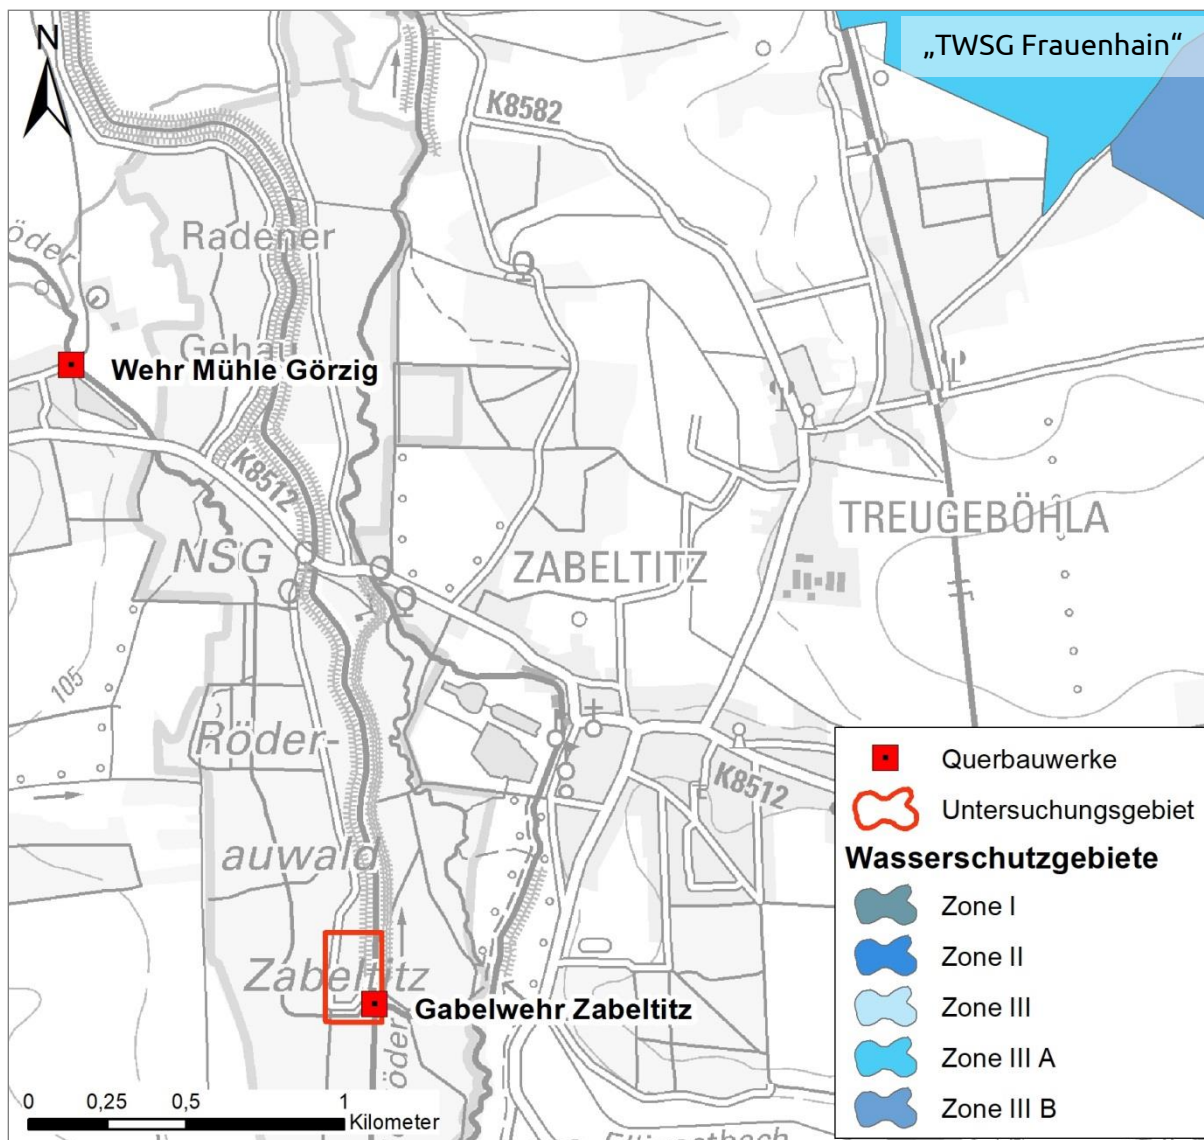 N
„TWSG Frauenhain“
K8582
Röder
Radener
Gehau
Wehr Mühle Görzig
K8512
NSG
ZABELTITZ
TREUGEBÖHLA
105
Röder-
auwald
Zabeltitz
K8512
Gabelwehr Zabeltitz
Röder
0 0,25 0,5 1
Kilometer
Querbauwerke
Untersuchungsgebiet
Wasserschutzgebiete
Zone I
Zone II
Zone III
Zone III A
Zone III B